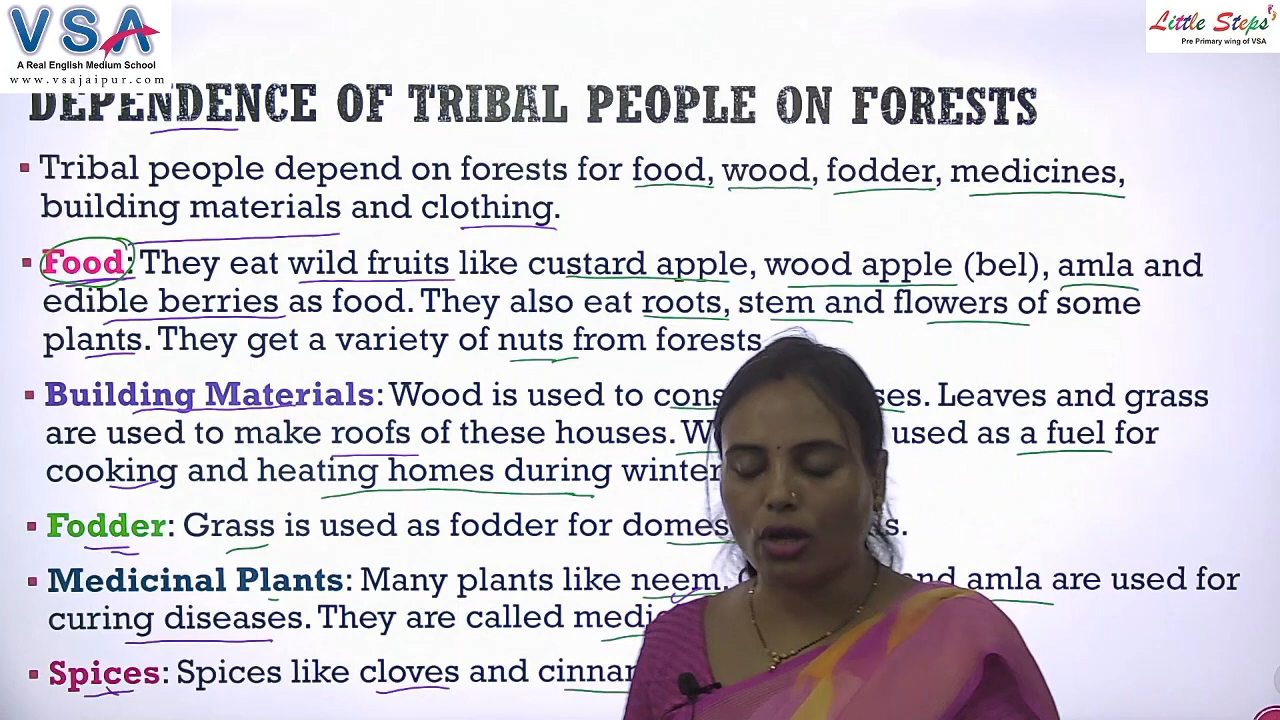 VSA
A Real English Medium School
www.vsajaipur.com
Little Steps
Pre Primary wing of VSA
DEPENDENCE OF TRIBAL PEOPLE ON FORESTS
Tribal people depend on forests for food, wood, fodder, medicines,
building materials and clothing.
Food: They eat wild fruits like custard apple, wood apple (bel), amla and
edible berries as food. They also eat roots, stem and flowers of some
plants. They get a variety of nuts from forests.
Building Materials: Wood is used to . Leaves and grass
are used to make roofs of these houses. used as a fuel for
cooking and heating homes during winter
Fodder: Grass is used as fodder for
Medicinal Plants: Many plants like neem, and amla are used for
curing diseases. They are called
Spices: Spices like cloves and